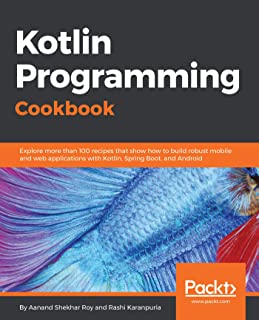 Kotlin
Programming
Cookbook
Explore more than 100 recipes that show how to build robust mobile
and web applications with Kotlin, Spring Boot, and Android
Packt>
www.packt.com
By Aanand Shekhar Roy and Rashi Karanpuria